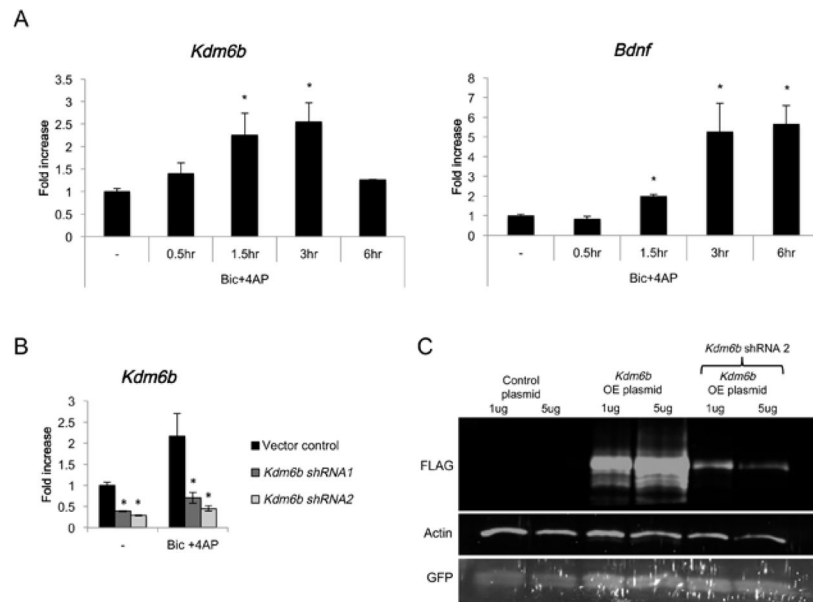 A
Kdm6b
Fold increase
3.5
3
2.5
2
1.5
1
0.5
0
- 0.5hr 1.5hr 3hr 6hr
Bic+4AP
* *
Bdnf
Fold increase
8
7
6
5
4
3
2
1
0
- 0.5hr 1.5hr 3hr 6hr
Bic+4AP
* * *
B
Kdm6b
Fold increase
3
2.5
2
1.5
1
0.5
0
- Bic +4AP
* * * *
Vector control
Kdm6b shRNA1
Kdm6b shRNA2
C
Kdm6b shRNA 2
Control plasmid
Kdm6b OE plasmid
Kdm6b OE plasmid
1ug 5ug 1ug 5ug 1ug 5ug
FLAG
Actin
GFP